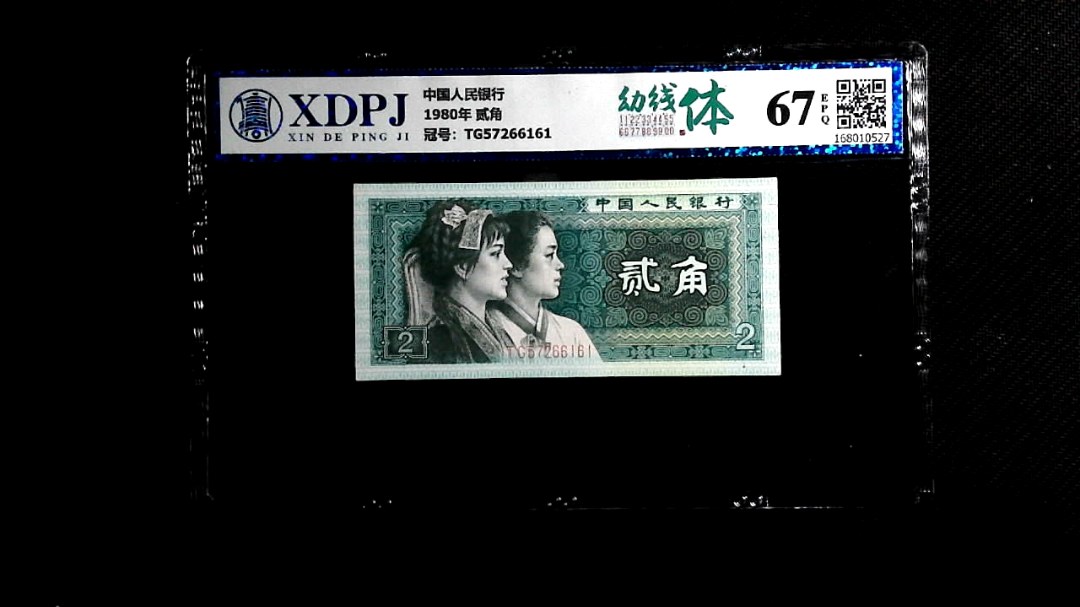 XDPJ
XIN DE PING JI
中国人民银行
1980年 贰角
冠号：TG57266161
幼线体
67
EPQ
168010527
中国人民银行
贰角
2
2
TG57266161